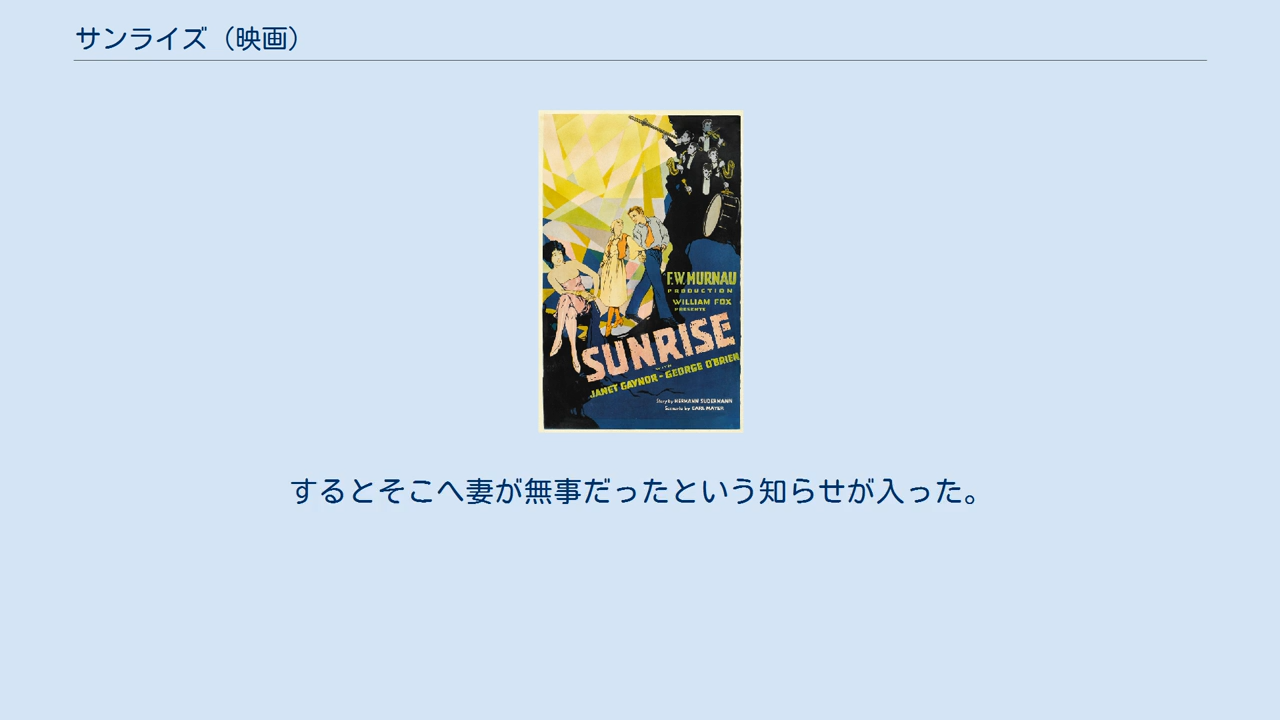 サンライズ（映画）
F.W. MURNAU
PRODUCTION
WILLIAM FOX
PRESENTS
SUNRISE
WITH
JANET GAYNOR - GEORGE O'BRIEN
Story by HERMANN SUDERMANN
Scenario by CARL MAYER
するとそこへ妻が無事だったという知らせが入った。